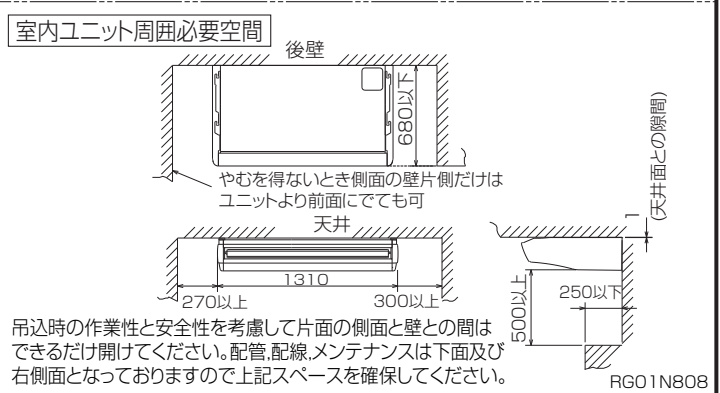 室内ユニット周囲必要空間
後壁
680以下
やむを得ないとき側面の壁片側だけは
ユニットより前面にでても可
天井
1310
270以上
300以上
1
(天井面との隙間)
500以上
250以下
吊込時の作業性と安全性を考慮して片面の側面と壁との間は
できるだけ開けてください。配管,配線,メンテナンスは下面及び
右側面となっておりますので上記スペースを確保してください。
RG01N808